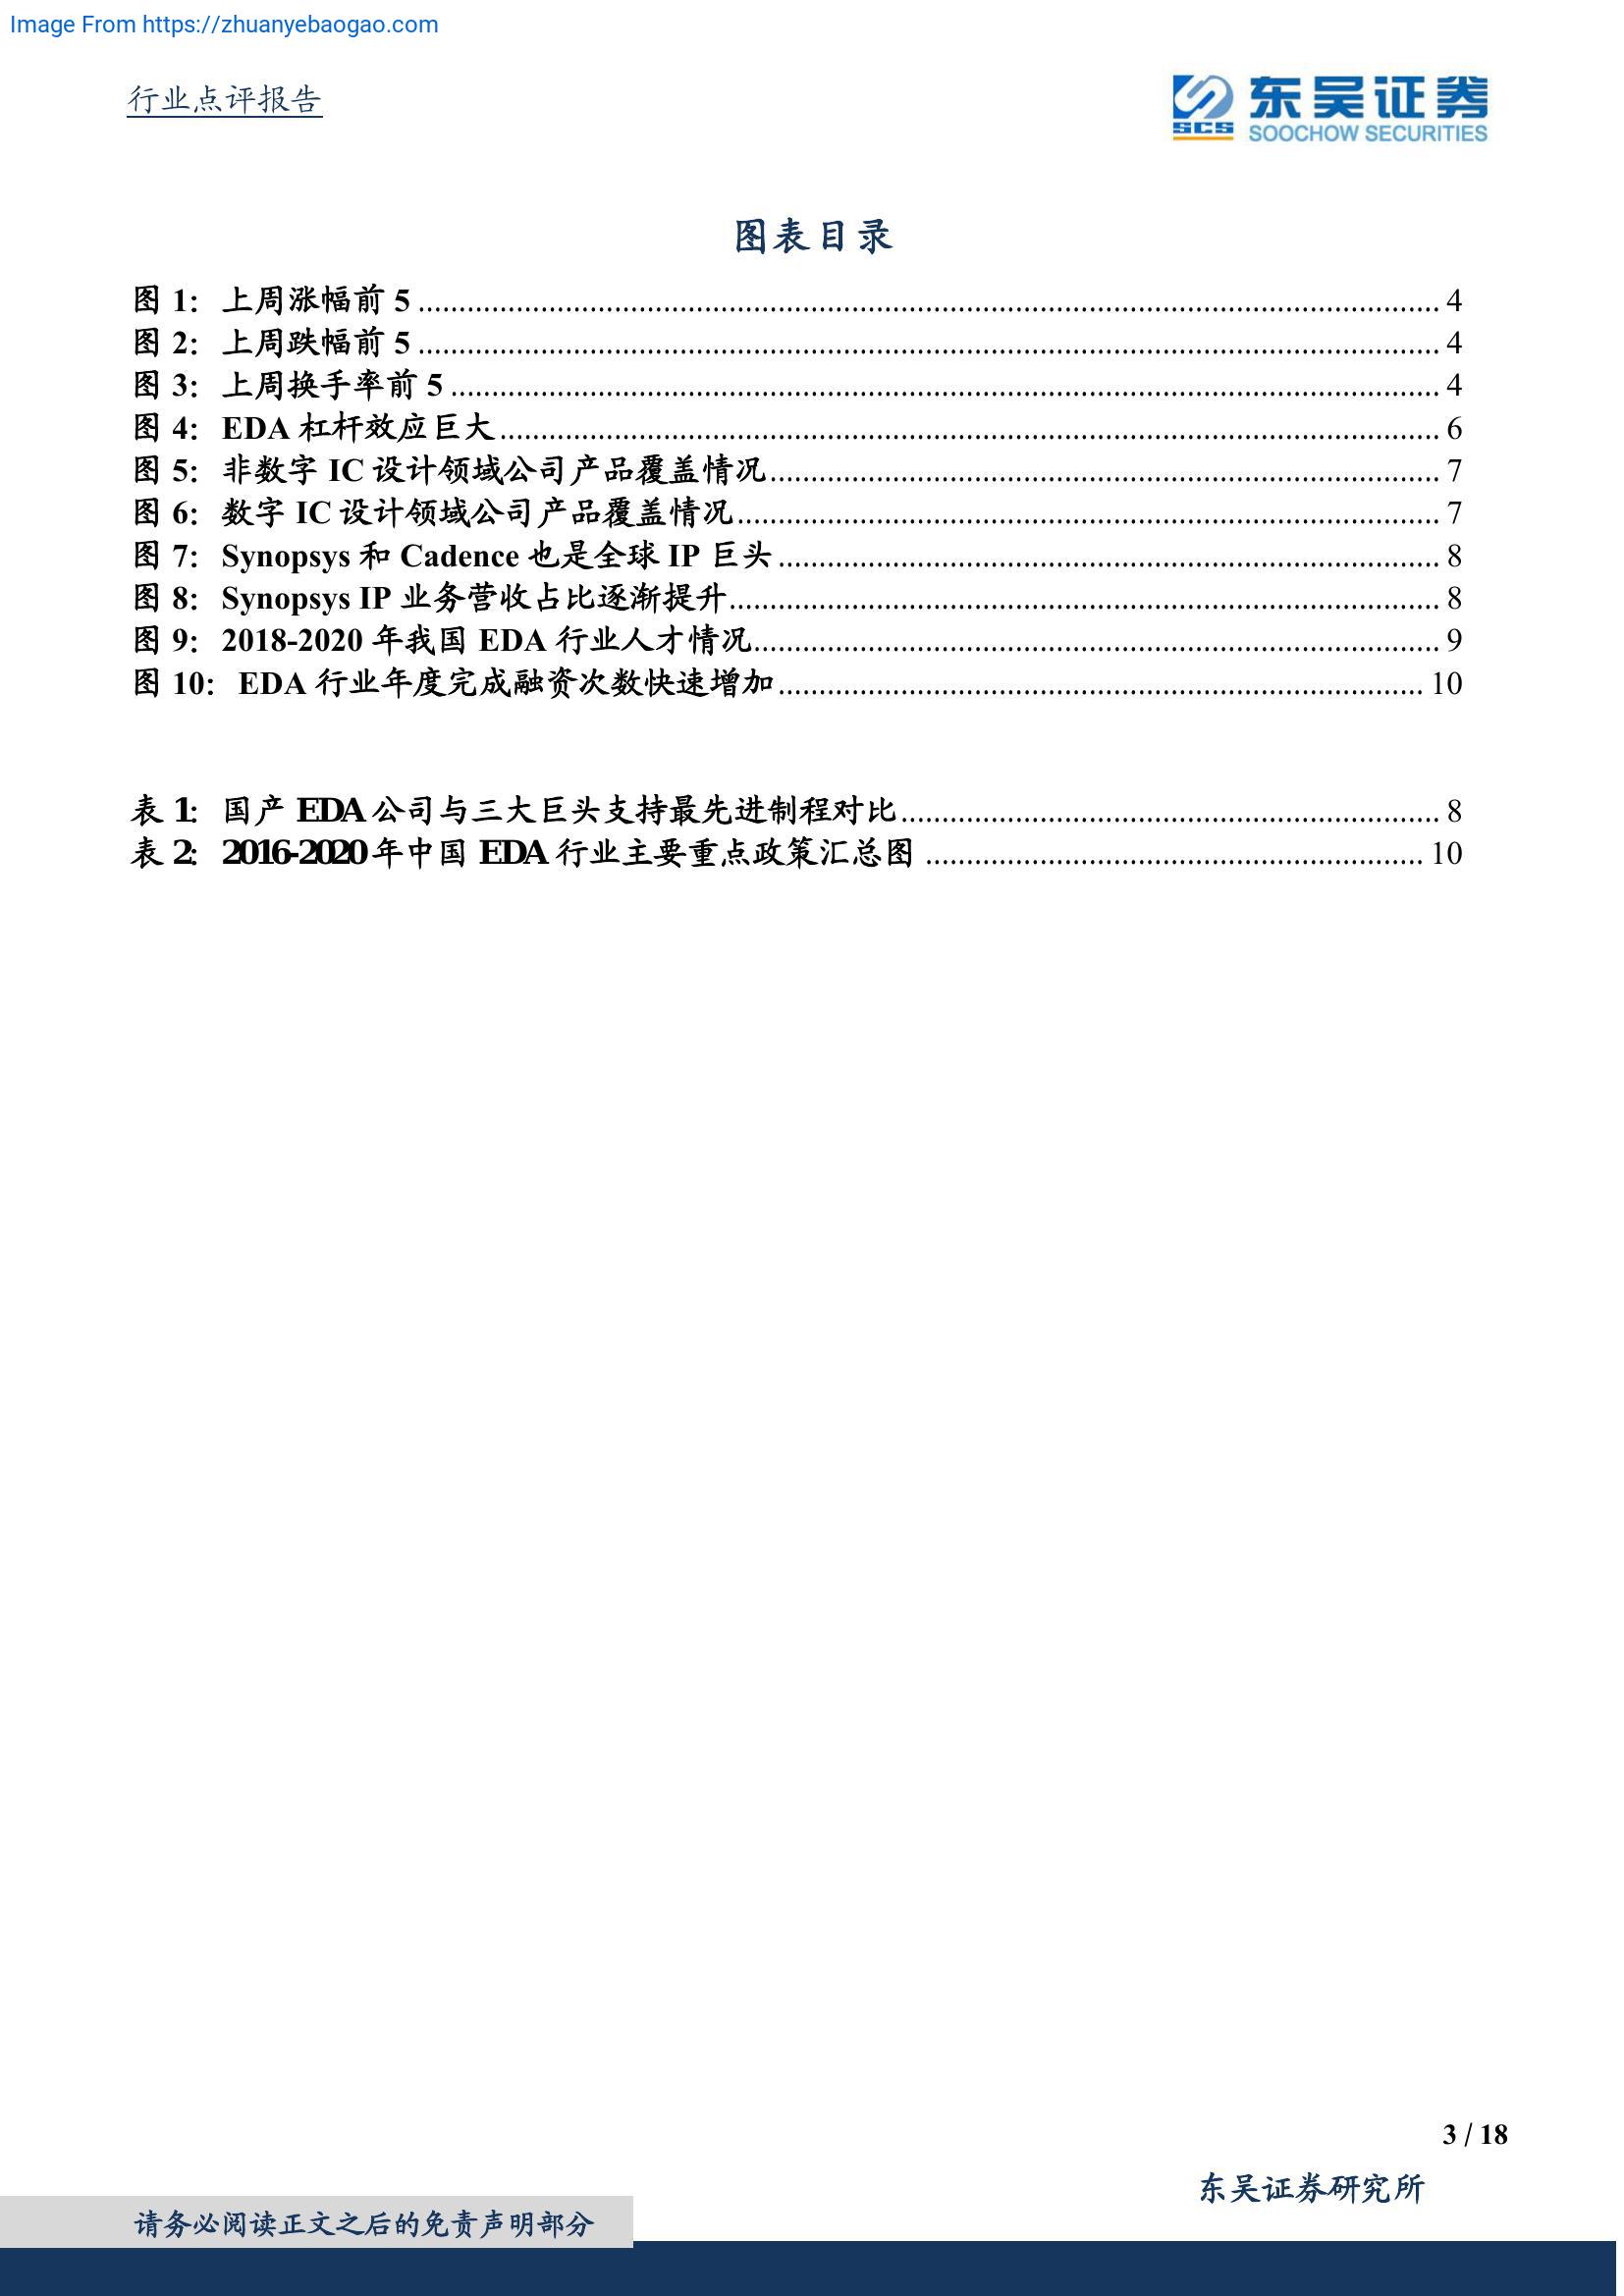 Image From https://zhuanyebaogao.com
行业点评报告
SCS 东吴证券
SOOCHOW SECURITIES
图表目录
图 1： 上周涨幅前 5 ........ 4
图 2： 上周跌幅前 5 ........ 4
图 3： 上周换手率前 5 ........ 4
图 4： EDA 杠杆效应巨大 ........ 6
图 5： 非数字 IC 设计领域公司产品覆盖情况 ........ 7
图 6： 数字 IC 设计领域公司产品覆盖情况 ........ 7
图 7： Synopsys 和 Cadence 也是全球 IP 巨头 ........ 8
图 8： Synopsys IP 业务营收占比逐渐提升 ........ 8
图 9： 2018-2020 年我国 EDA 行业人才情况 ........ 9
图 10： EDA 行业年度完成融资次数快速增加 ........ 10
表 1： 国产 EDA 公司与三大巨头支持最先进制程对比 ........ 8
表 2： 2016-2020 年中国 EDA 行业主要重点政策汇总图 ........ 10
3 / 18
东吴证券研究所
请务必阅读正文之后的免责声明部分